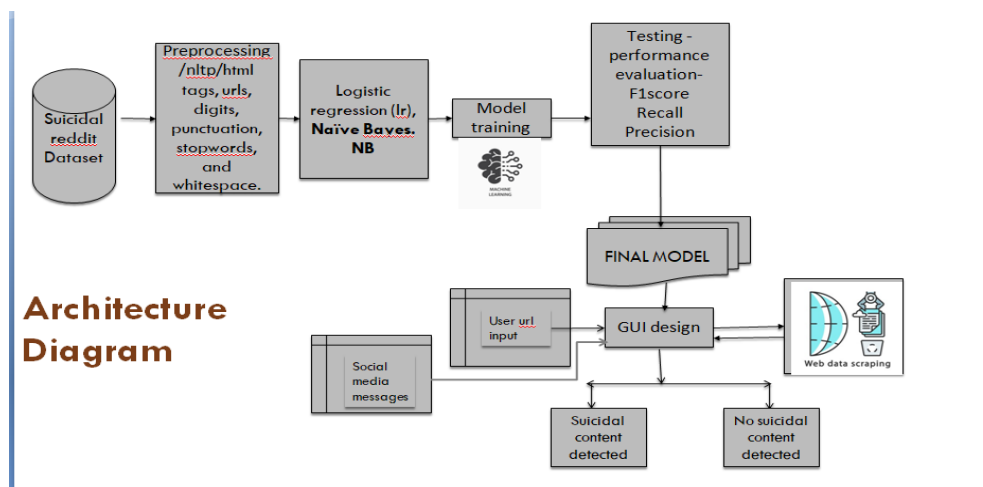 Suicidal
reddit
Dataset
Preprocessing
/nltp/html
tags, urls,
digits,
punctuation,
stopwords,
and
whitespace.
Logistic
regression (lr),
Naïve Bayes.
NB
Model
training
MACHINE
LEARNING
Testing -
performance
evaluation-
F1score
Recall
Precision
FINAL MODEL
Architecture
Diagram
User url
input
GUI design
Web data scraping
Social
media
messages
Suicidal
content
detected
No suicidal
content
detected